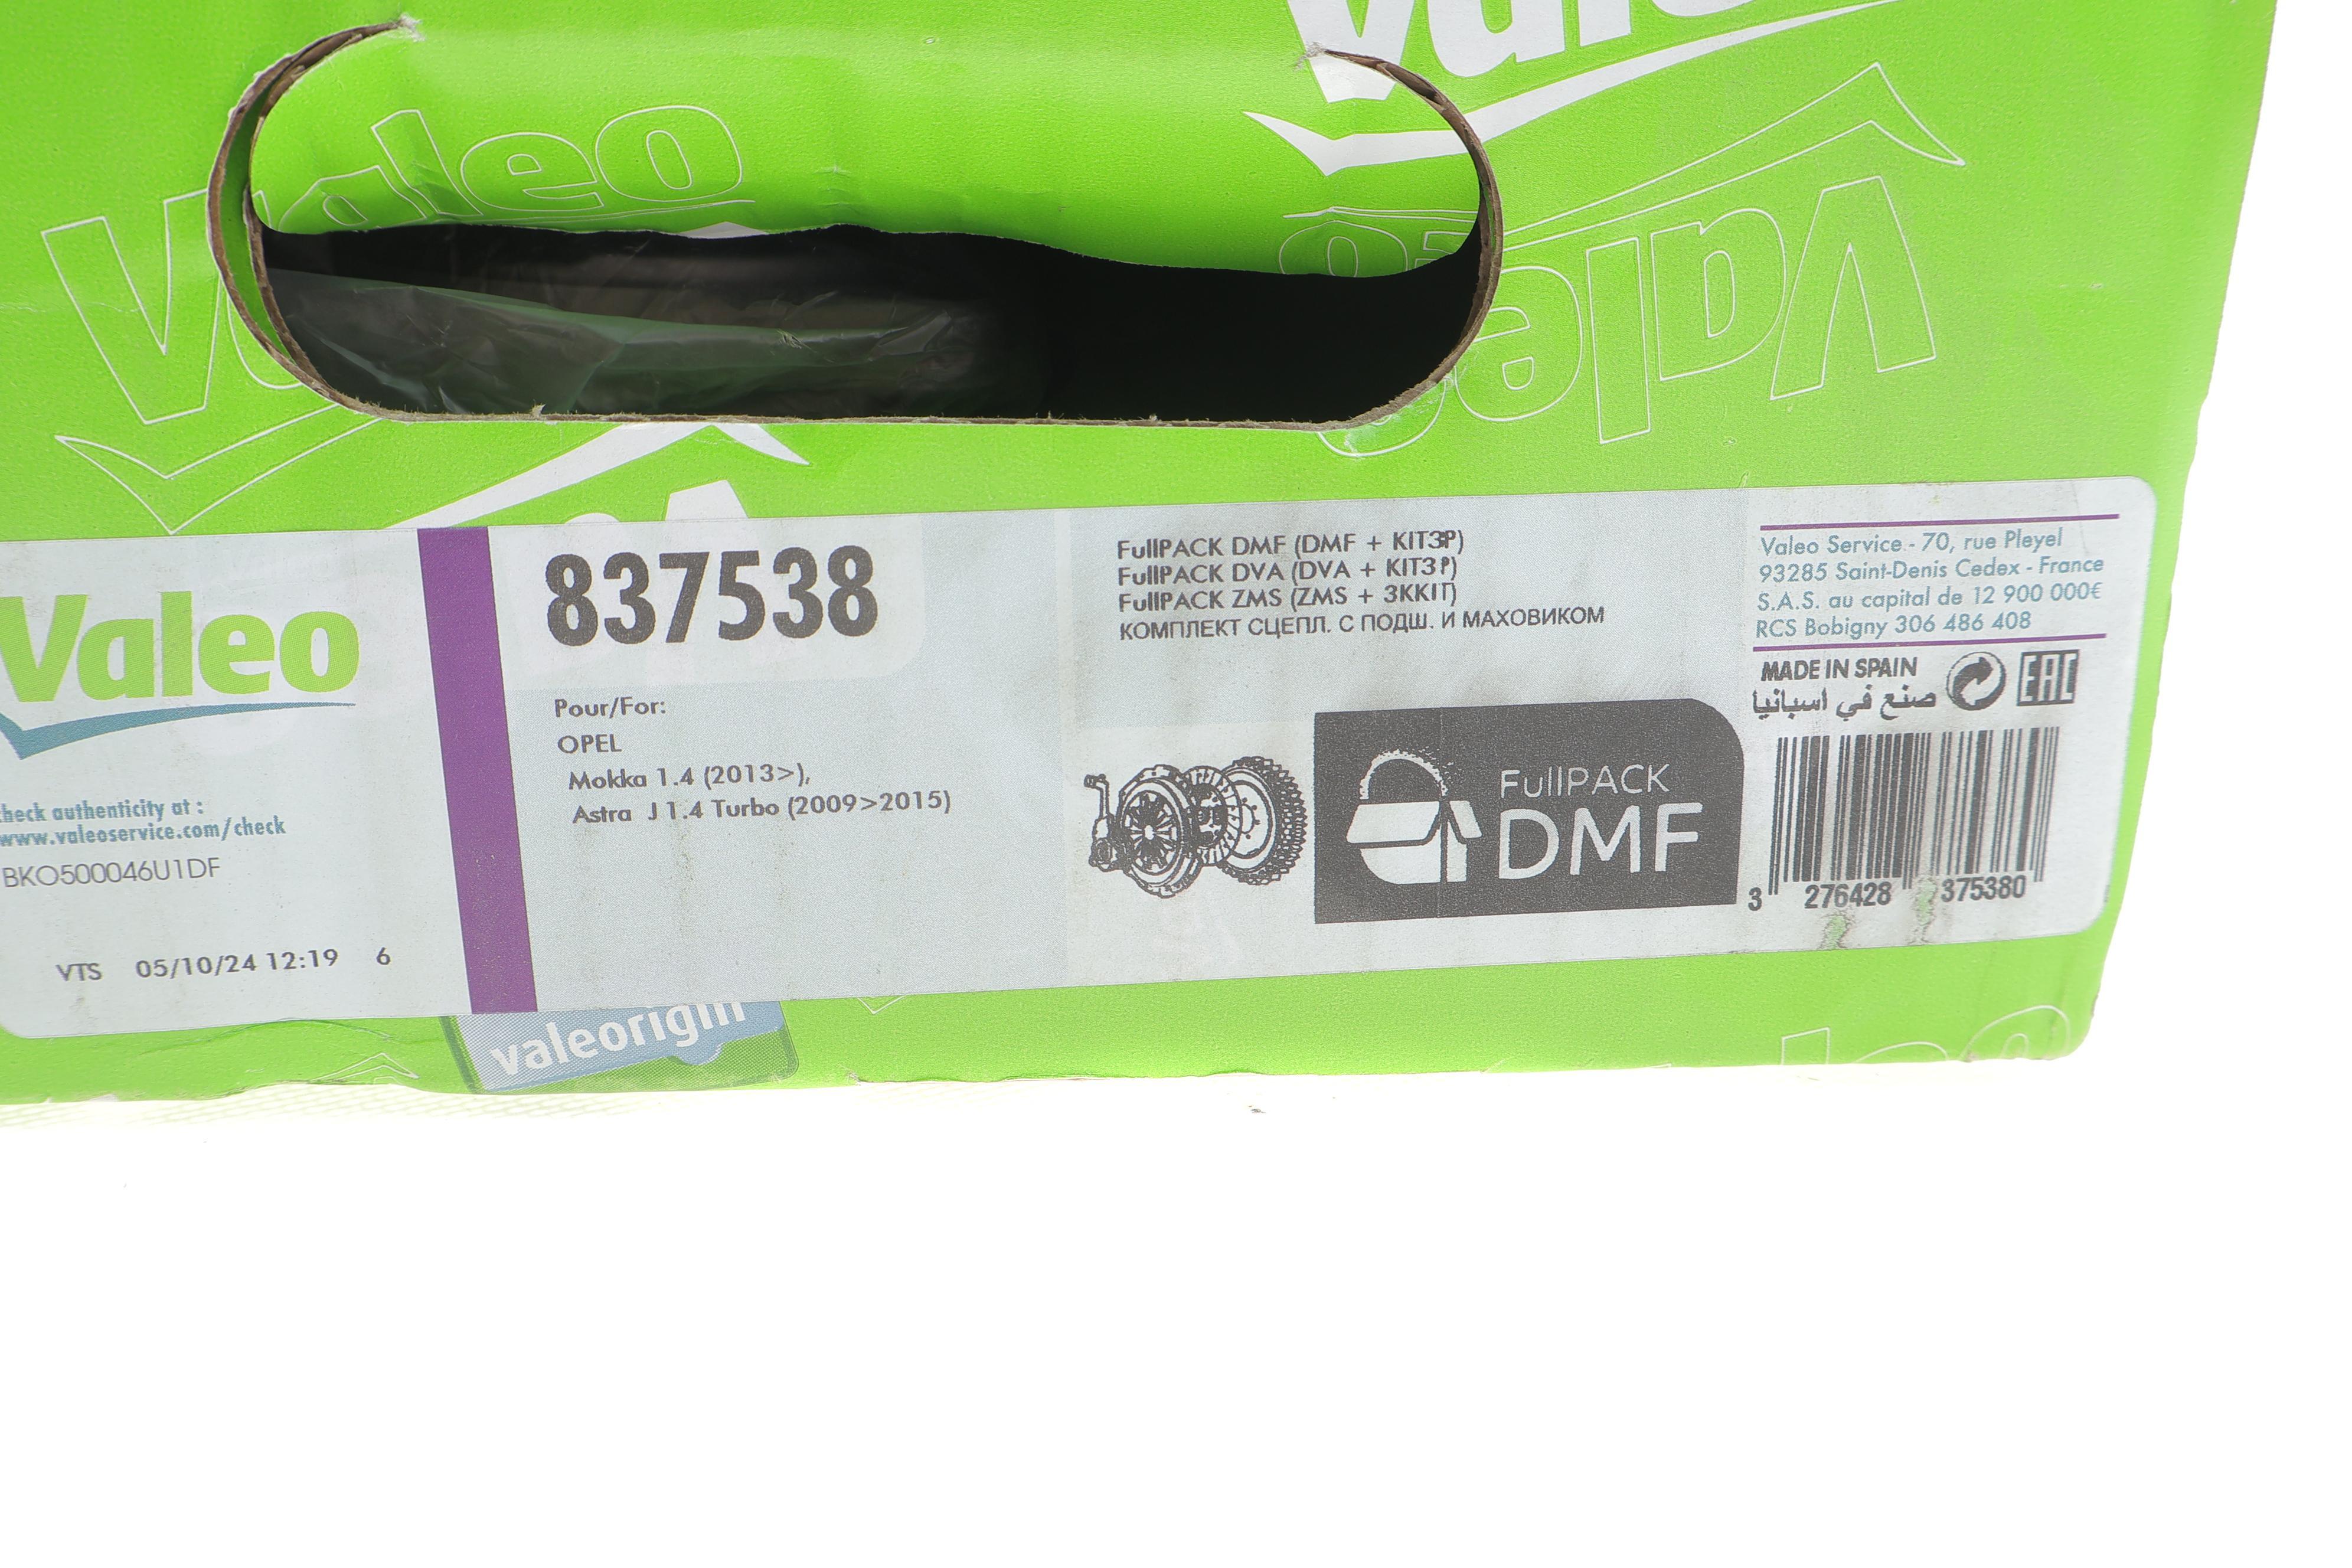 Valeo
valeo
Valeo
Valeo
837538
Pour/For:
OPEL
Mokka 1.4 (2013>),
Astra J 1.4 Turbo (2009>2015)
check authenticity at :
www.valeoservice.com/check
BKO500046U1DF
VTS 05/10/24 12:19 6
FullPACK DMF (DMF + KIT3P)
FullPACK DVA (DVA + KIT3P)
FullPACK ZMS (ZMS + 3KKIT)
КОМПЛЕКТ СЦЕПЛ. С ПОДШ. И МАХОВИКОМ
FullPACK
DMF
Valeo Service - 70, rue Pleyel
93285 Saint-Denis Cedex - France
S.A.S. au capital de 12 900 000€
RCS Bobigny 306 486 408
MADE IN SPAIN
صنع في اسبانيا
EAC
3 276428 375380
valeorigin